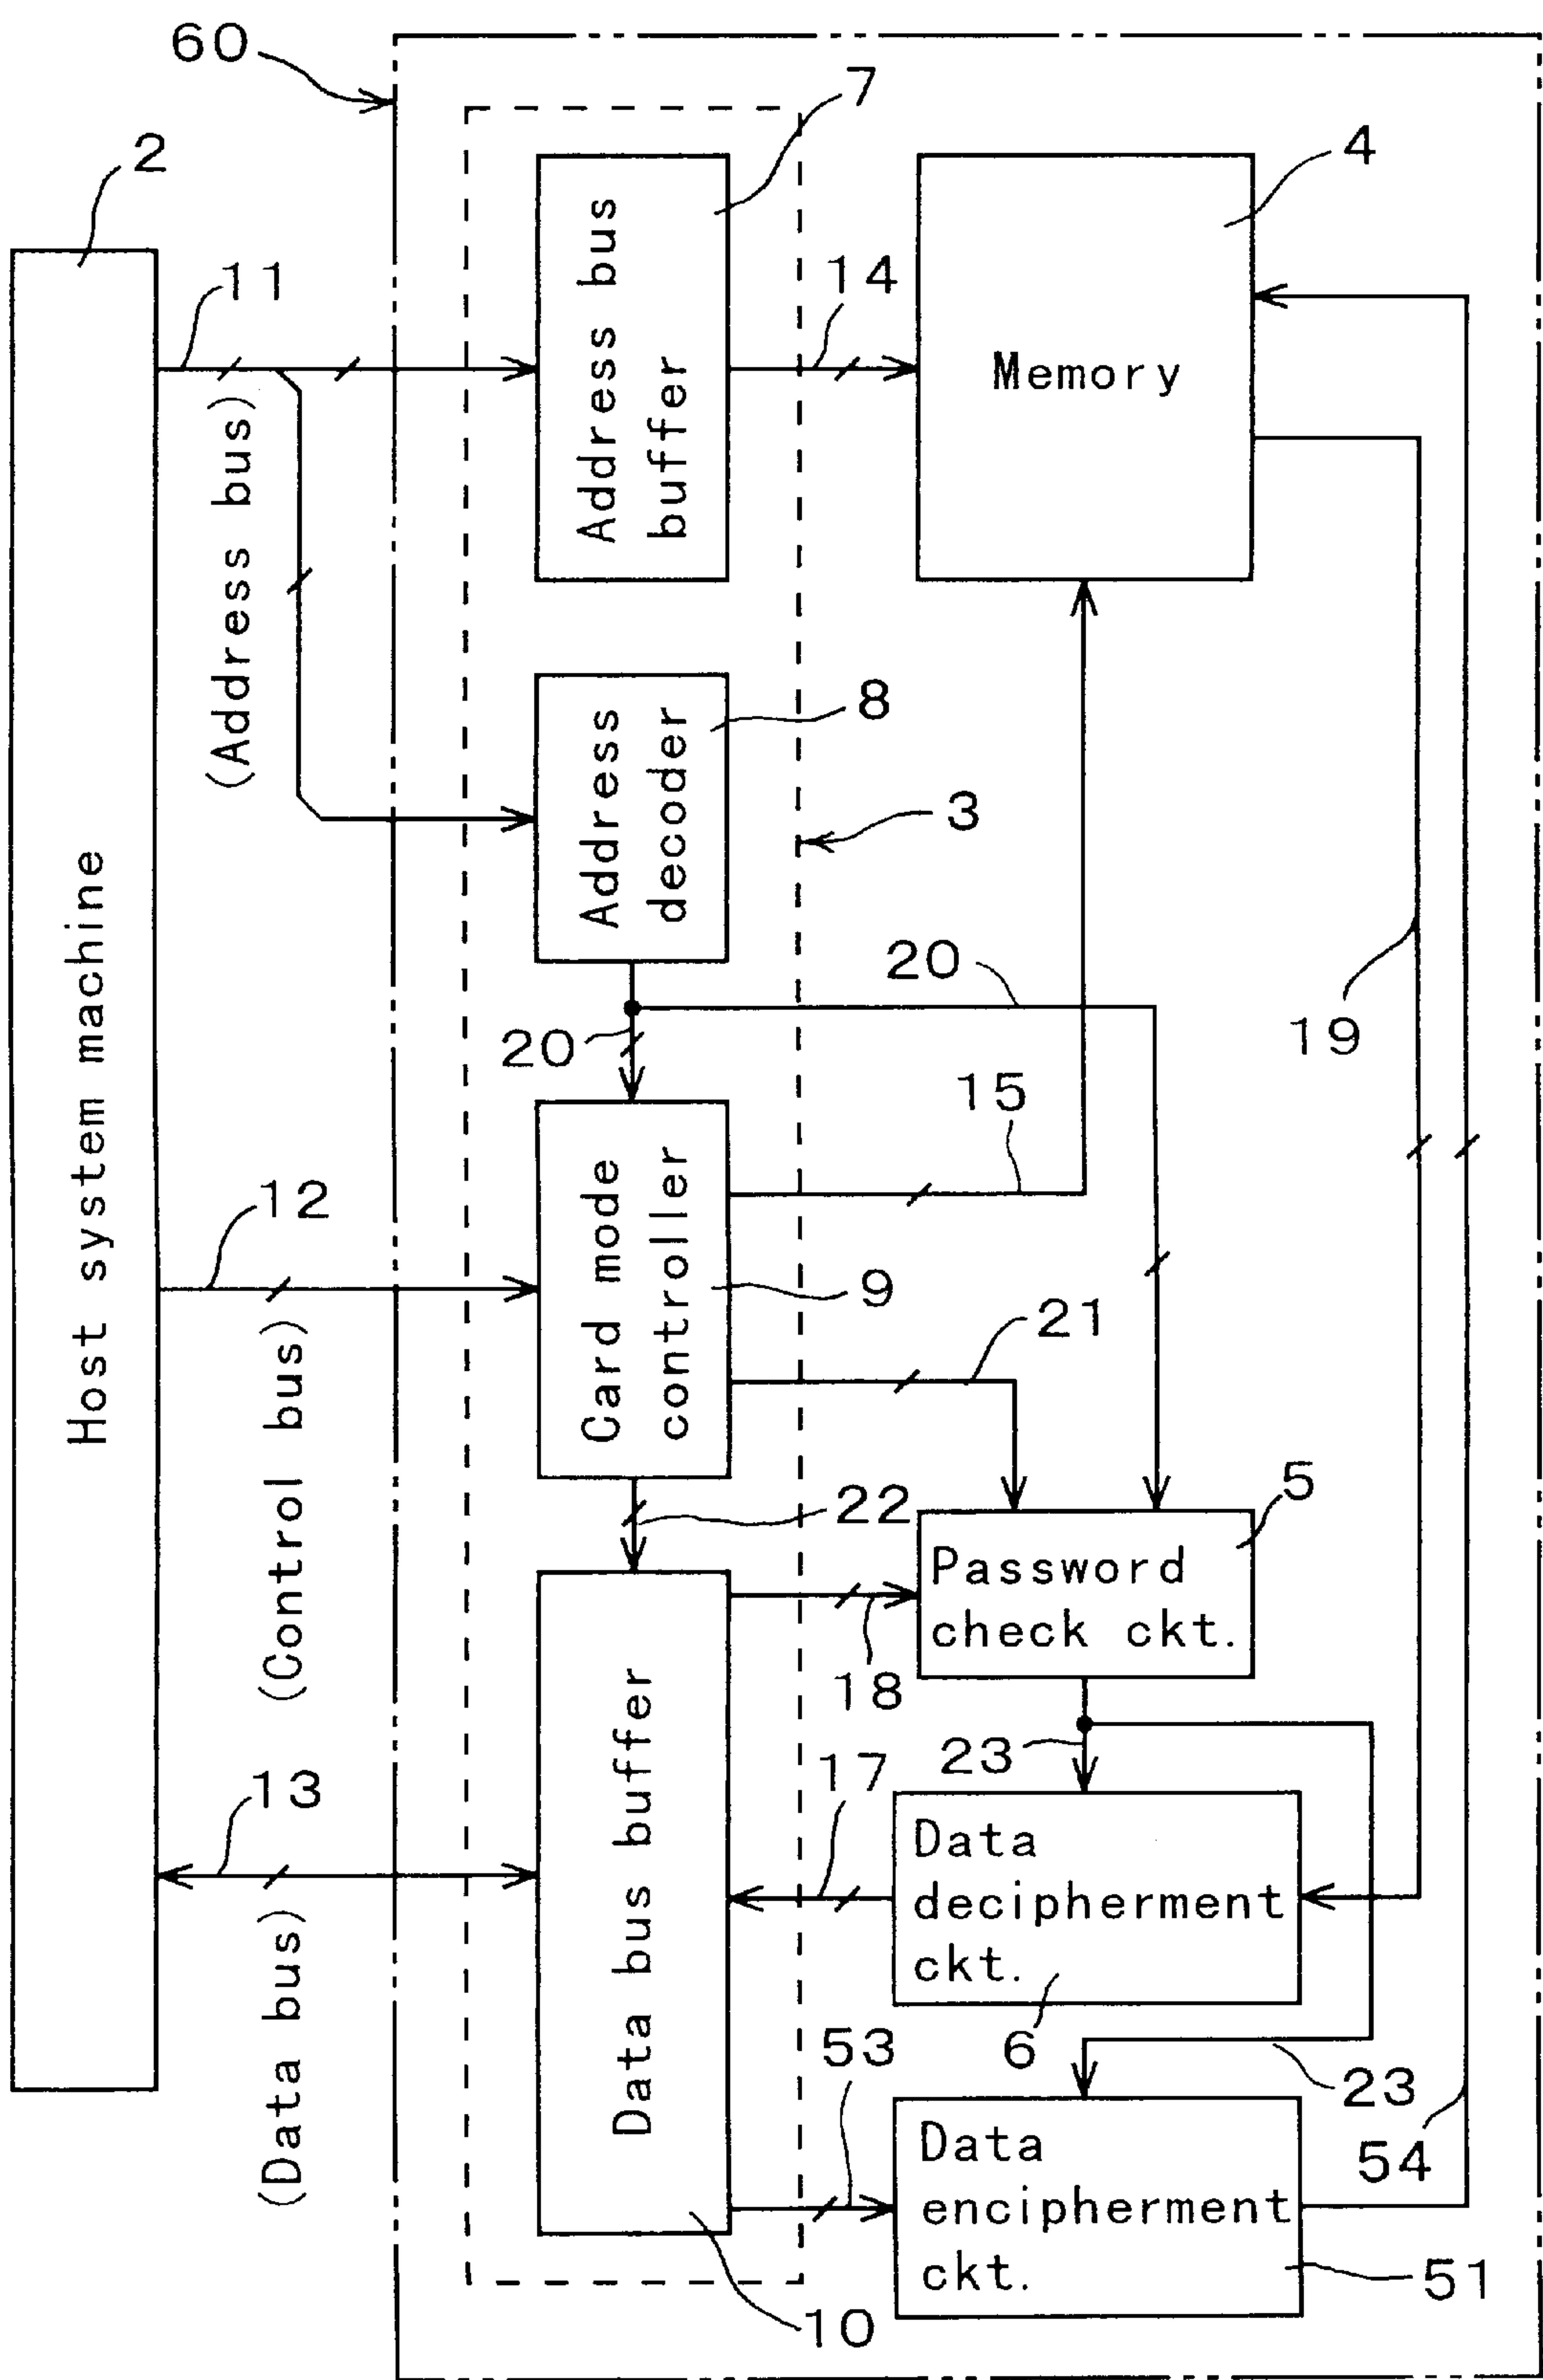 60
2
7
4
11
14
Address bus
buffer
Memory
(Address bus)
8
Address
decoder
3
20
20
19
15
Host system machine
12
Card mode
controller
9
21
(Control bus)
22
5
Password
check ckt.
18
23
17
13
Data bus buffer
Data
decipherment
ckt.
6
(Data bus)
53
23
54
Data
encipherment
ckt.
51
10